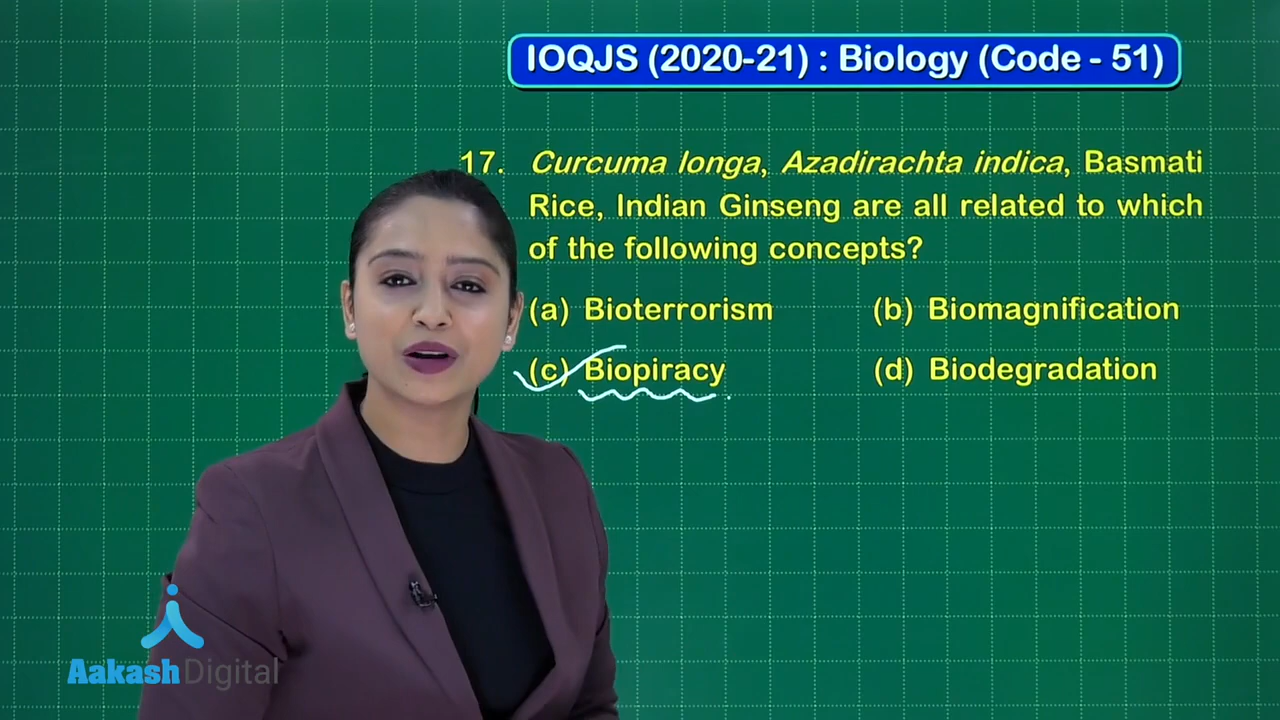 IOQJS (2020-21) : Biology (Code - 51)
17. Curcuma longa, Azadirachta indica, Basmati
Rice, Indian Ginseng are all related to which
of the following concepts?
(a) Bioterrorism (b) Biomagnification
(c) Biopiracy (d) Biodegradation
Aakash Digital